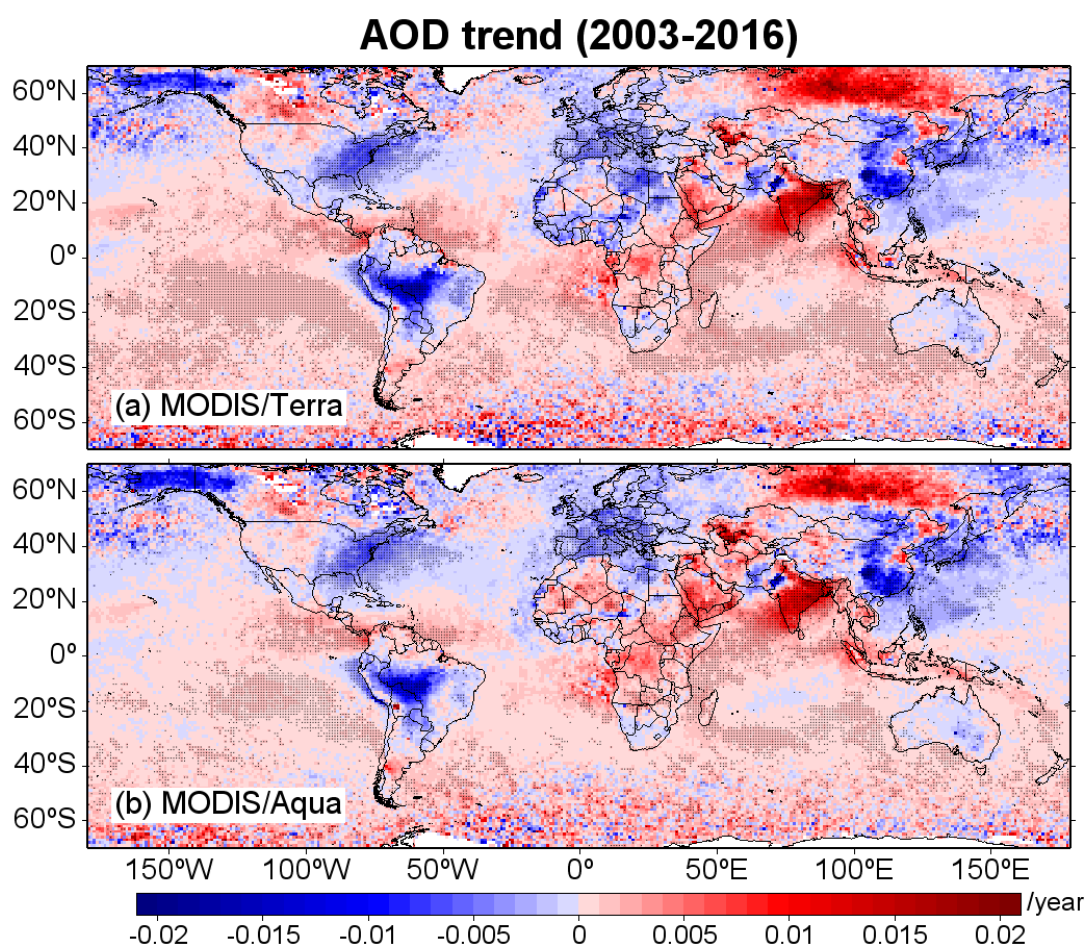 AOD trend (2003-2016)
60ºN
40ºN
20ºN
0º
20ºS
40ºS
60ºS
(a) MODIS/Terra
60ºN
40ºN
20ºN
0º
20ºS
40ºS
60ºS
(b) MODIS/Aqua
150ºW 100ºW 50ºW 0º 50ºE 100ºE 150ºE
/year
-0.02 -0.015 -0.01 -0.005 0 0.005 0.01 0.015 0.02